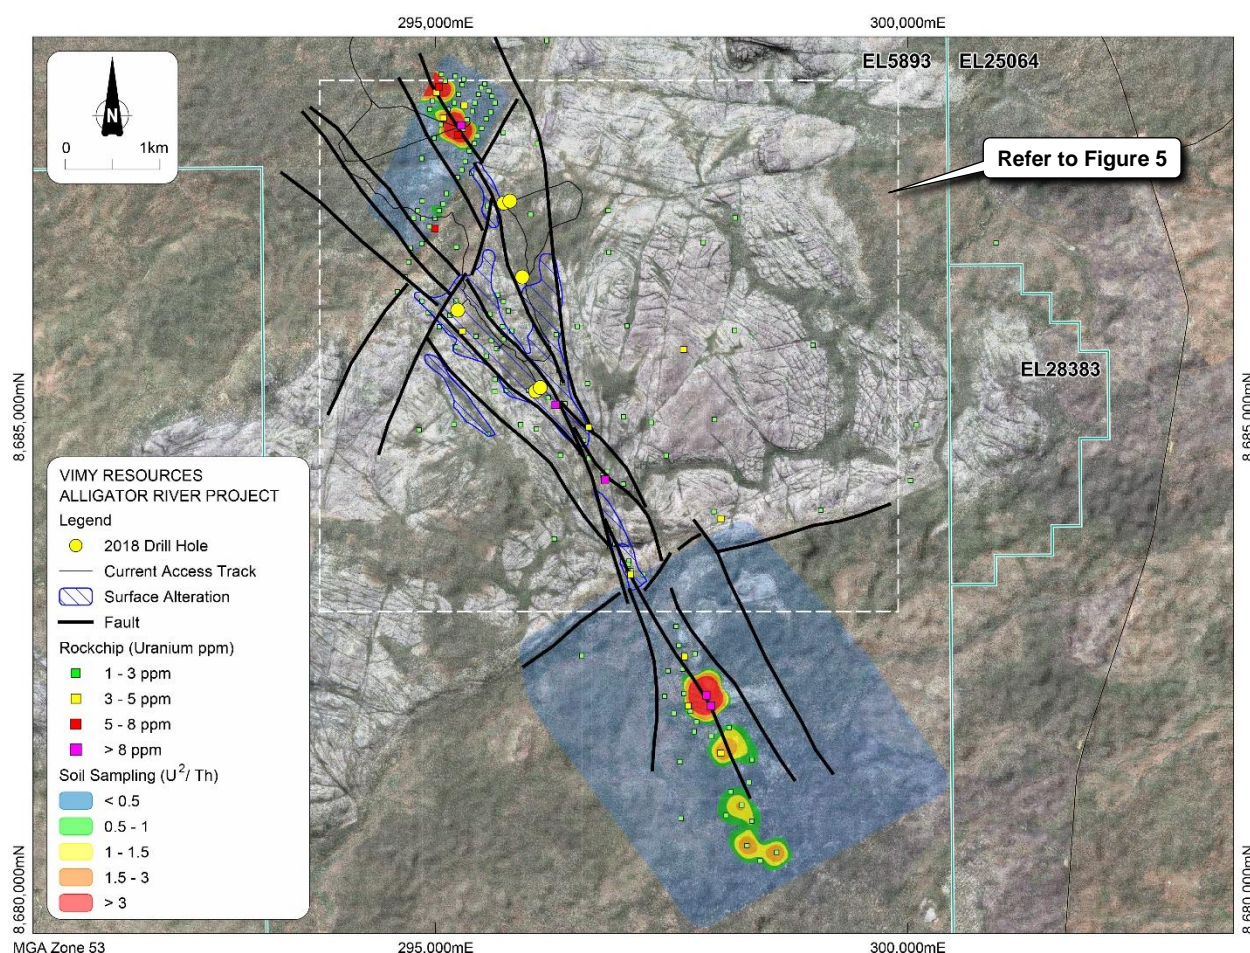 295,000mE
300,000mE
EL5893
EL25064
N
0
1km
Refer to Figure 5
EL28383
8,685,000mN
8,685,000mN
VIMY RESOURCES
ALLIGATOR RIVER PROJECT
Legend
2018 Drill Hole
Current Access Track
Surface Alteration
Fault
Rockchip (Uranium ppm)
1 - 3 ppm
3 - 5 ppm
5 - 8 ppm
> 8 ppm
Soil Sampling (U²/ Th)
< 0.5
0.5 - 1
1 - 1.5
1.5 - 3
> 3
8,680,000mN
8,680,000mN
MGA Zone 53
295,000mE
300,000mE